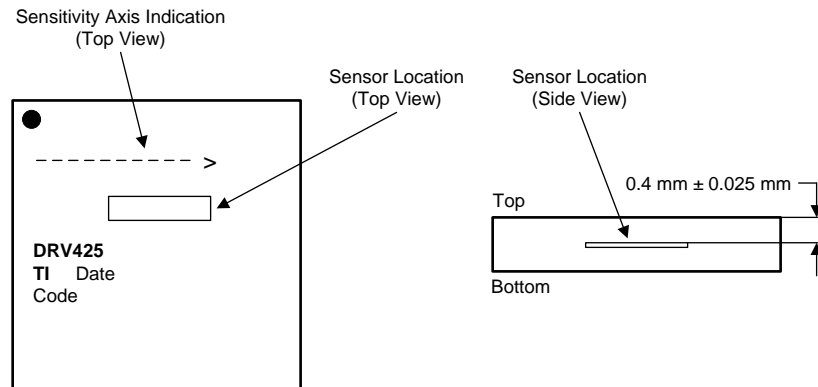 Sensitivity Axis Indication
(Top View)
Sensor Location
(Top View)
Sensor Location
(Side View)
>
DRV425
TI Date
Code
0.4 mm ± 0.025 mm
Top
Bottom